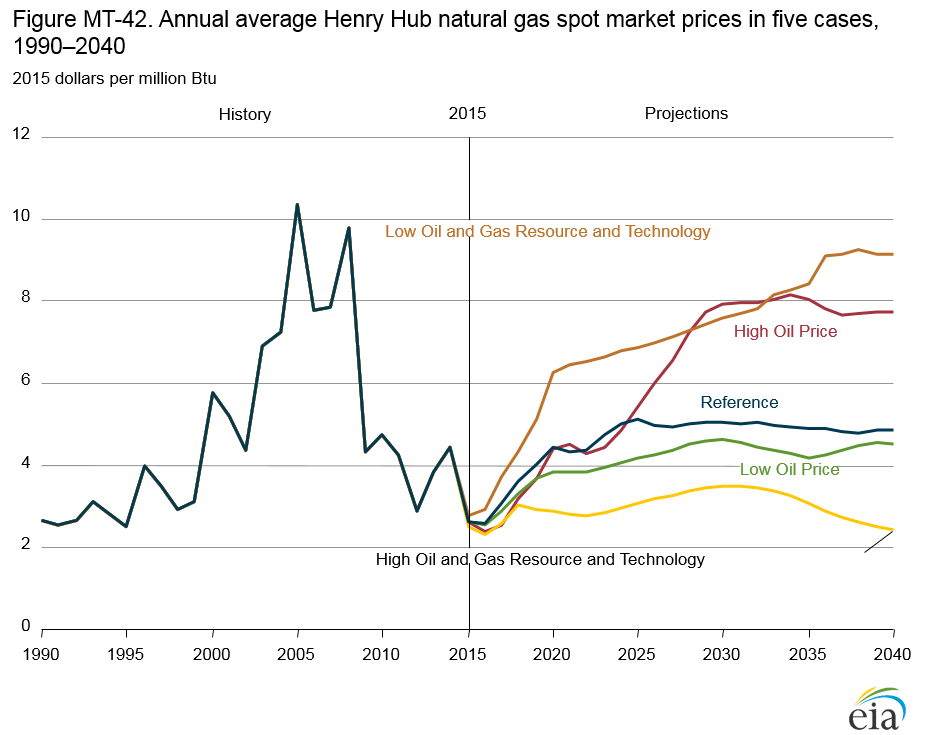 Figure MT-42. Annual average Henry Hub natural gas spot market prices in five cases,
1990–2040
2015 dollars per million Btu
History 2015 Projections
12
10
Low Oil and Gas Resource and Technology
8
High Oil Price
6
Reference
4
Low Oil Price
2
High Oil and Gas Resource and Technology
0
1990 1995 2000 2005 2010 2015 2020 2025 2030 2035 2040
eia